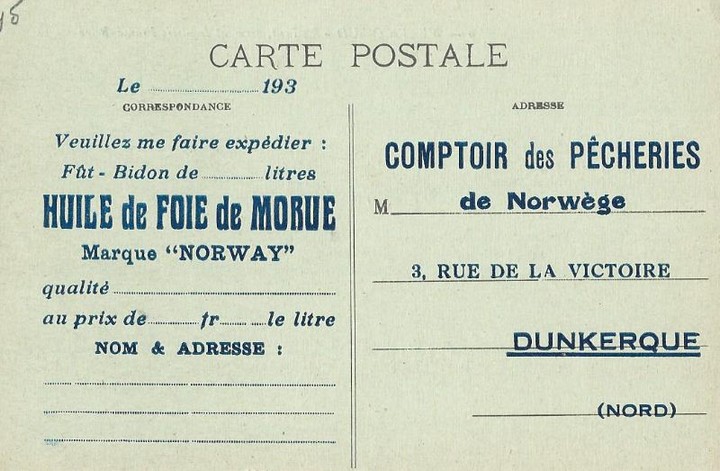 CARTE POSTALE
Le ........................ 193
CORRESPONDANCE
Veuillez me faire expédier :
Fût - Bidon de ............ litres
HUILE de FOIE de MORUE
Marque “NORWAY”
qualité ................................................
au prix de .......... fr ...... .... le litre
NOM & ADRESSE :
ADRESSE
COMPTOIR des PÊCHERIES
M de Norwège
3, RUE DE LA VICTOIRE
DUNKERQUE
(NORD)